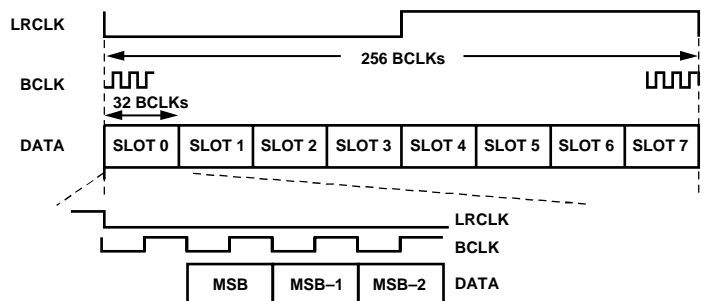 LRCLK
256 BCLKs
BCLK
32 BCLKs
DATA SLOT 0 SLOT 1 SLOT 2 SLOT 3 SLOT 4 SLOT 5 SLOT 6 SLOT 7
LRCLK
BCLK
MSB MSB–1 MSB–2 DATA